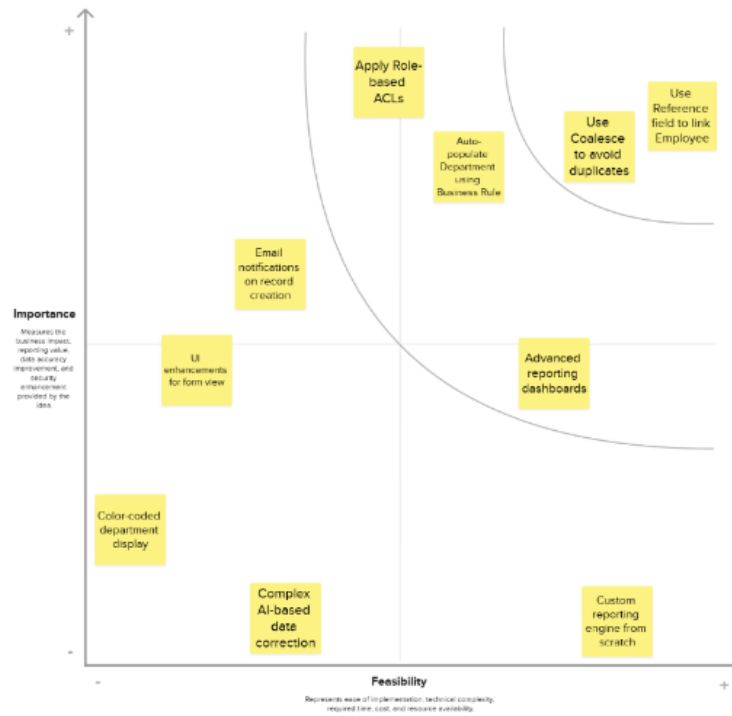 +
Apply Role-
based
ACLs
Use
Reference
field to link
Employee
Use
Coalesce
to avoid
duplicates
Auto-
populate
Department
using
Business Rule
Email
notifications
on record
creation
Importance
Measures the
business impact,
reporting value,
data accuracy
improvement, and
security
enhancement
provided by the
idea.
UI
enhancements
for form view
Advanced
reporting
dashboards
Color-coded
department
display
Complex
AI-based
data
correction
Custom
reporting
engine from
scratch
-
-
Feasibility
+
Represents ease of implementation, technical complexity,
required time, cost, and resource availability.